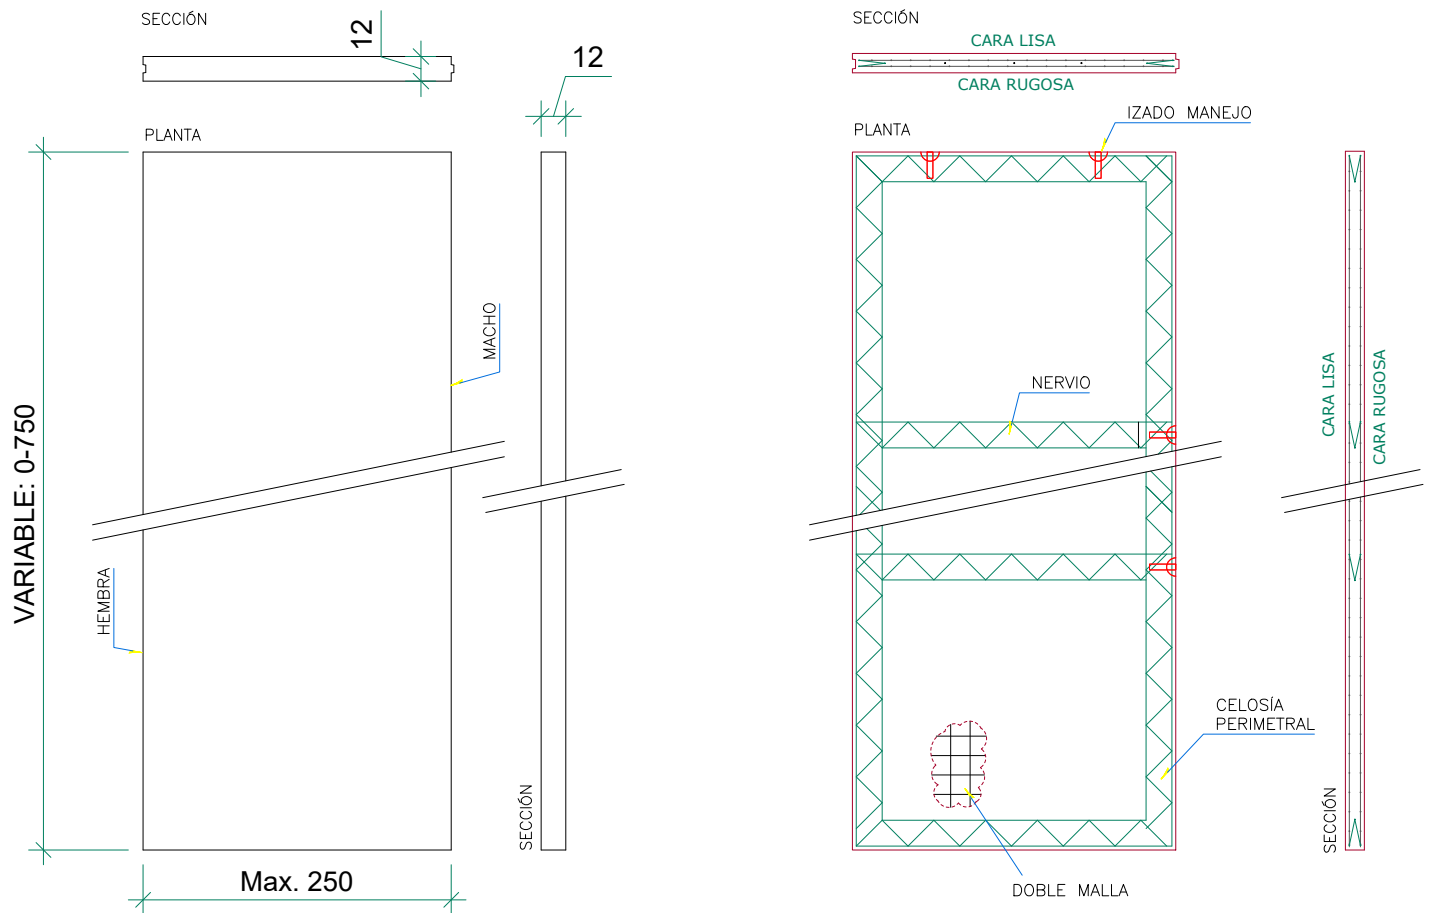 SECCIÓN
12
12
PLANTA
MACHO
VARIABLE: 0-750
HEMBRA
SECCIÓN
Max. 250
SECCIÓN
CARA LISA
CARA RUGOSA
IZADO MANEJO
PLANTA
NERVIO
CARA LISA
CARA RUGOSA
CELOSÍA
PERIMETRAL
SECCIÓN
DOBLE MALLA